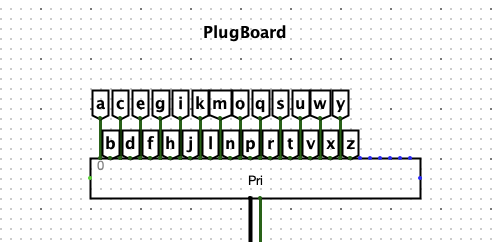 PlugBoard
a c e g i k m o q s u w y
b d f h j l n p r t v x z
0
Pri